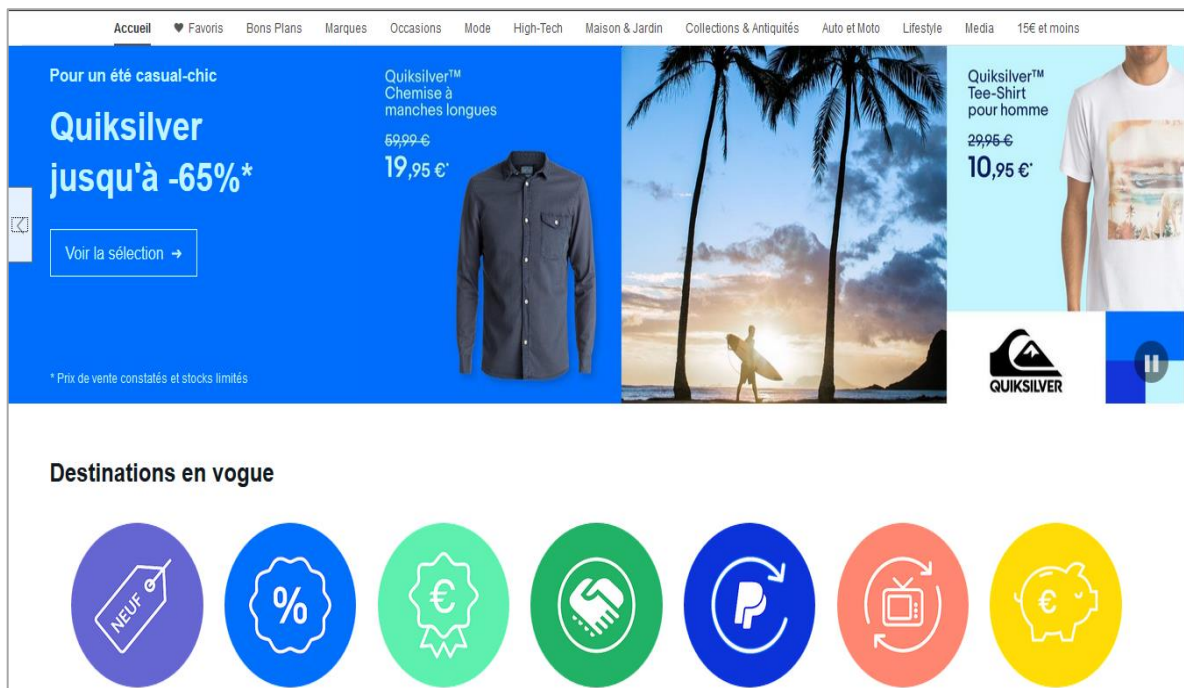 Accueil ♥ Favoris Bons Plans Marques Occasions Mode High-Tech Maison & Jardin Collections & Antiquités Auto et Moto Lifestyle Media 15€ et moins
Pour un été casual-chic
Quiksilver
jusqu'à -65%*
Voir la sélection →
* Prix de vente constatés et stocks limités
Quiksilver™
Chemise à
manches longues
59,99 €
19,95 €*
Quiksilver™
Tee-Shirt
pour homme
29,95 €
10,95 €*
QUIKSILVER
Destinations en vogue
NEUF
%
€
€